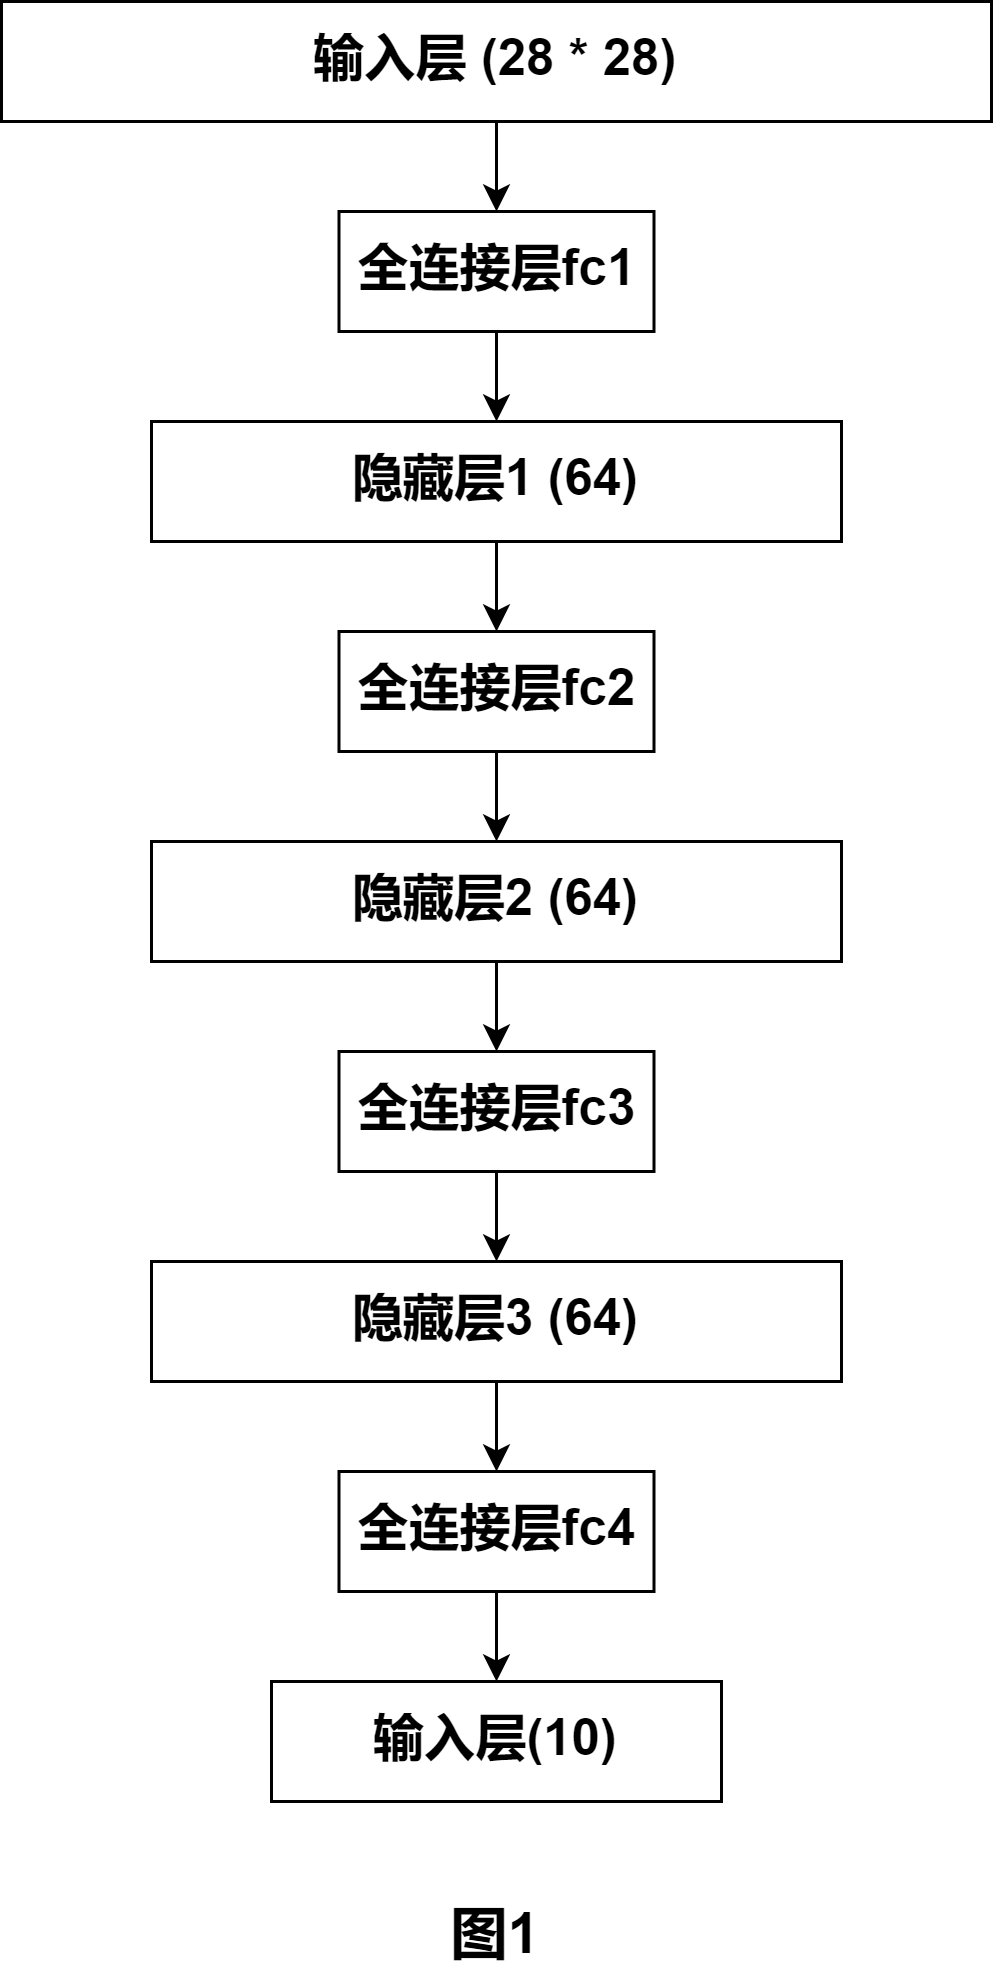 输入层 (28 * 28)
全连接层fc1
隐藏层1 (64)
全连接层fc2
隐藏层2 (64)
全连接层fc3
隐藏层3 (64)
全连接层fc4
输入层(10)
图1